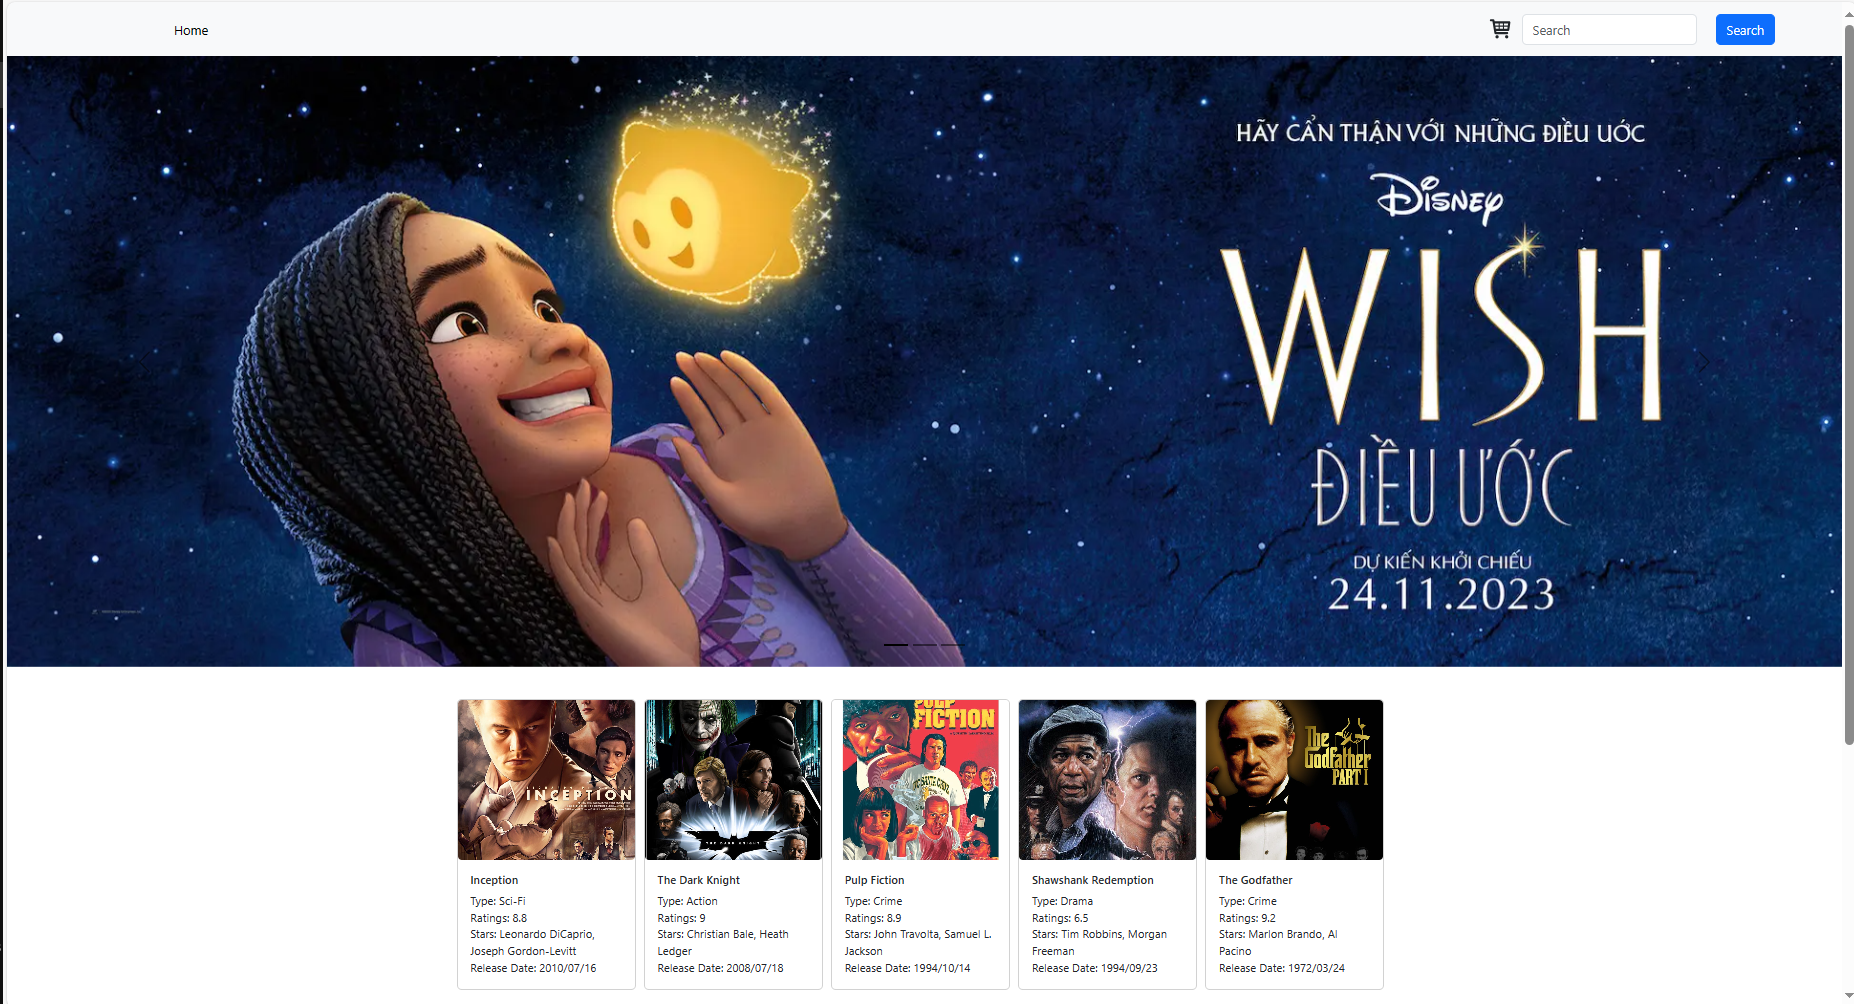 Home
Search
Search
HÃY CẨN THẬN VỚI NHỮNG ĐIỀU UỚC
Disney
WISH
ĐIỀU ƯỚC
DỰ KIẾN KHỞI CHIẾU
24.11.2023
INCEPTION
THE DARK KNIGHT
PULP
FICTION
The
Godfather
PART I
Inception
Type: Sci-Fi
Ratings: 8.8
Stars: Leonardo DiCaprio,
Joseph Gordon-Levitt
Release Date: 2010/07/16
The Dark Knight
Type: Action
Ratings: 9
Stars: Christian Bale, Heath
Ledger
Release Date: 2008/07/18
Pulp Fiction
Type: Crime
Ratings: 8.9
Stars: John Travolta, Samuel L.
Jackson
Release Date: 1994/10/14
Shawshank Redemption
Type: Drama
Ratings: 6.5
Stars: Tim Robbins, Morgan
Freeman
Release Date: 1994/09/23
The Godfather
Type: Crime
Ratings: 9.2
Stars: Marlon Brando, Al
Pacino
Release Date: 1972/03/24